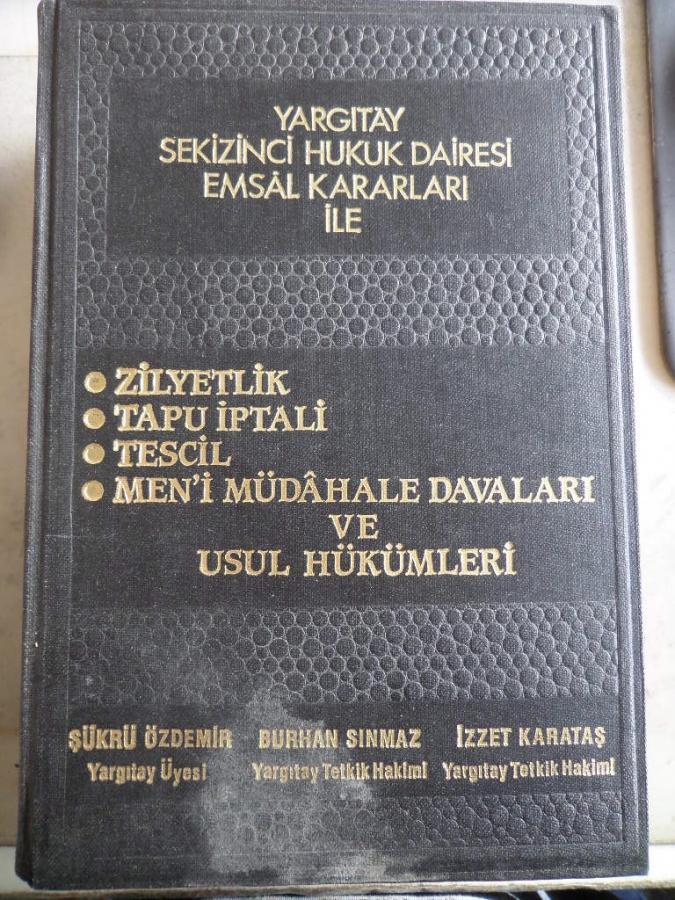 YARGITAY
SEKİZİNCİ HUKUK DAİRESİ
EMSÂL KARARLARI
İLE
● ZİLYETLİK
● TAPU İPTALİ
● TESCİL
● MEN'İ MÜDÂHALE DAVALARI
VE
USUL HÜKÜMLERİ
ŞÜKRÜ ÖZDEMİR BURHAN SINMAZ İZZET KARATAŞ
Yargıtay Üyesi Yargıtay Tetkik Hakimi Yargıtay Tetkik Hakimi